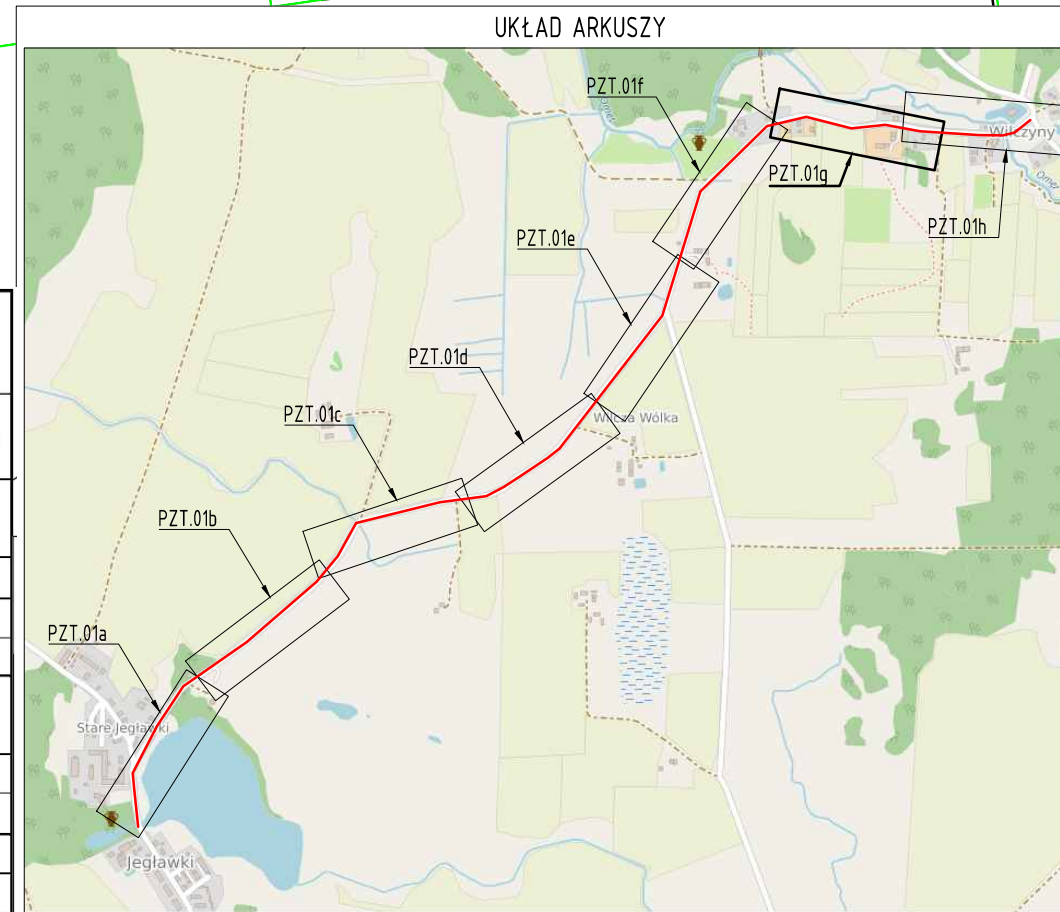 UKŁAD ARKUSZY
PZT.01f
Omet
Wilczyny
PZT.01g
PZT.01h
PZT.01e
PZT.01d
PZT.01c
Wilcza Wólka
PZT.01b
PZT.01a
Stare Jegławki
Jegławki